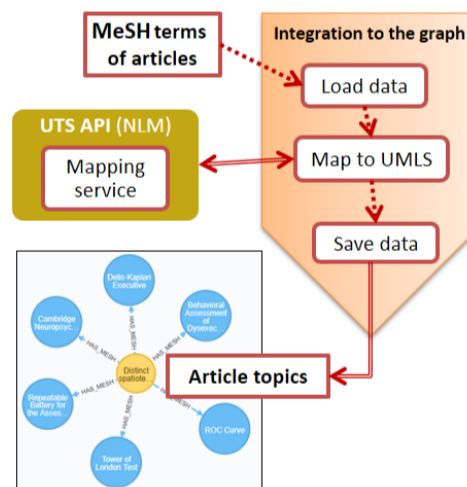 MeSH terms
of articles
Integration to the graph
Load data
UTS API (NLM)
Mapping
service
Map to UMLS
Save data
Delis-Kaplan
Executive
Cambridge
Neuropsyc...
Behavioral
Assessment
of
Dysexec...
HAS_MESH
HAS_MESH
HAS_MESH
Distinct
spatiote...
Article topics
HAS_MESH
HAS_MESH
HAS_MESH
Repeatable
Battery for
the Asses...
ROC Curve
Tower of
London Test